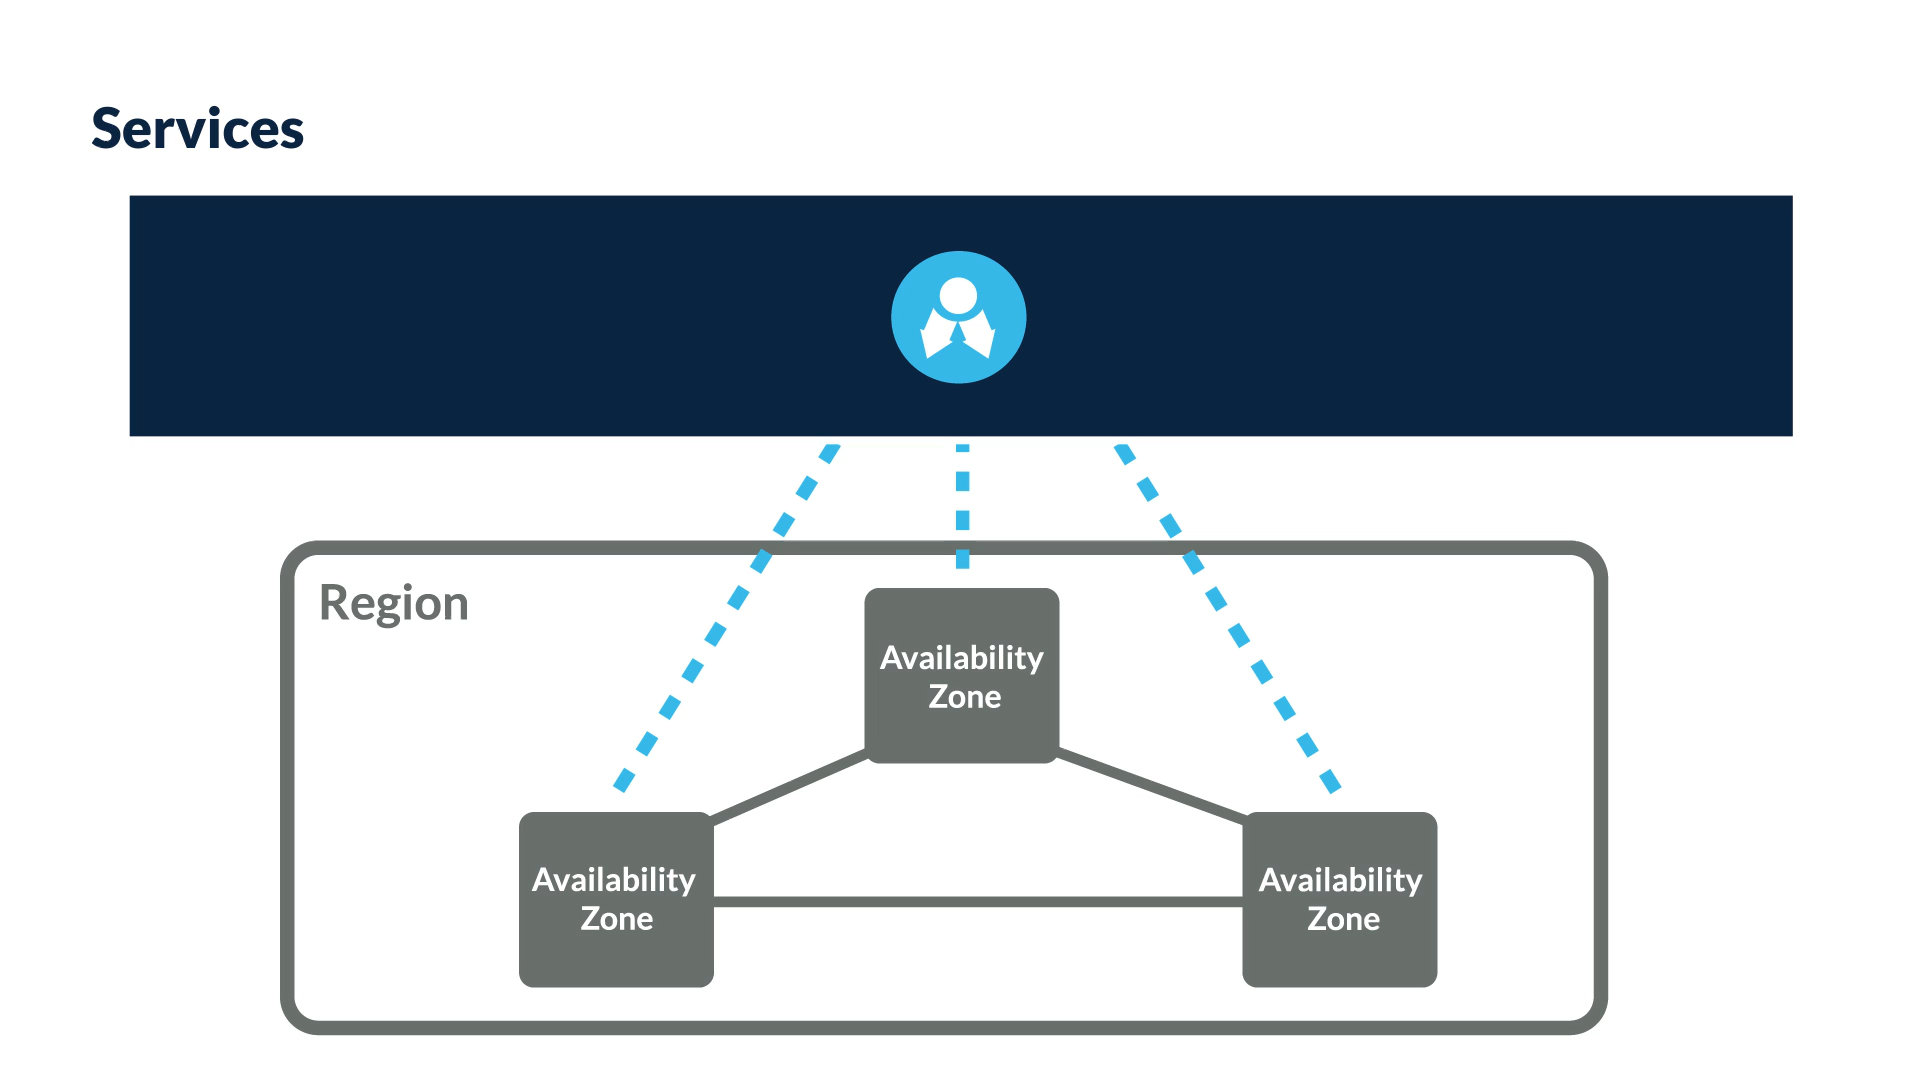 Services
Region
Availability
Zone
Availability
Zone
Availability
Zone